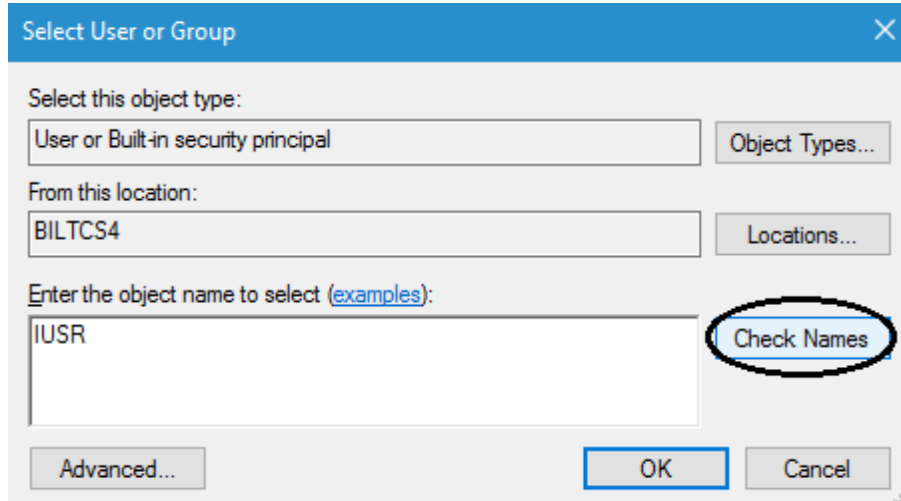 Select User or Group
Select this object type:
User or Built-in security principal
Object Types...
From this location:
BILTCS4
Locations...
Enter the object name to select (examples):
IUSR
Check Names
Advanced...
OK
Cancel